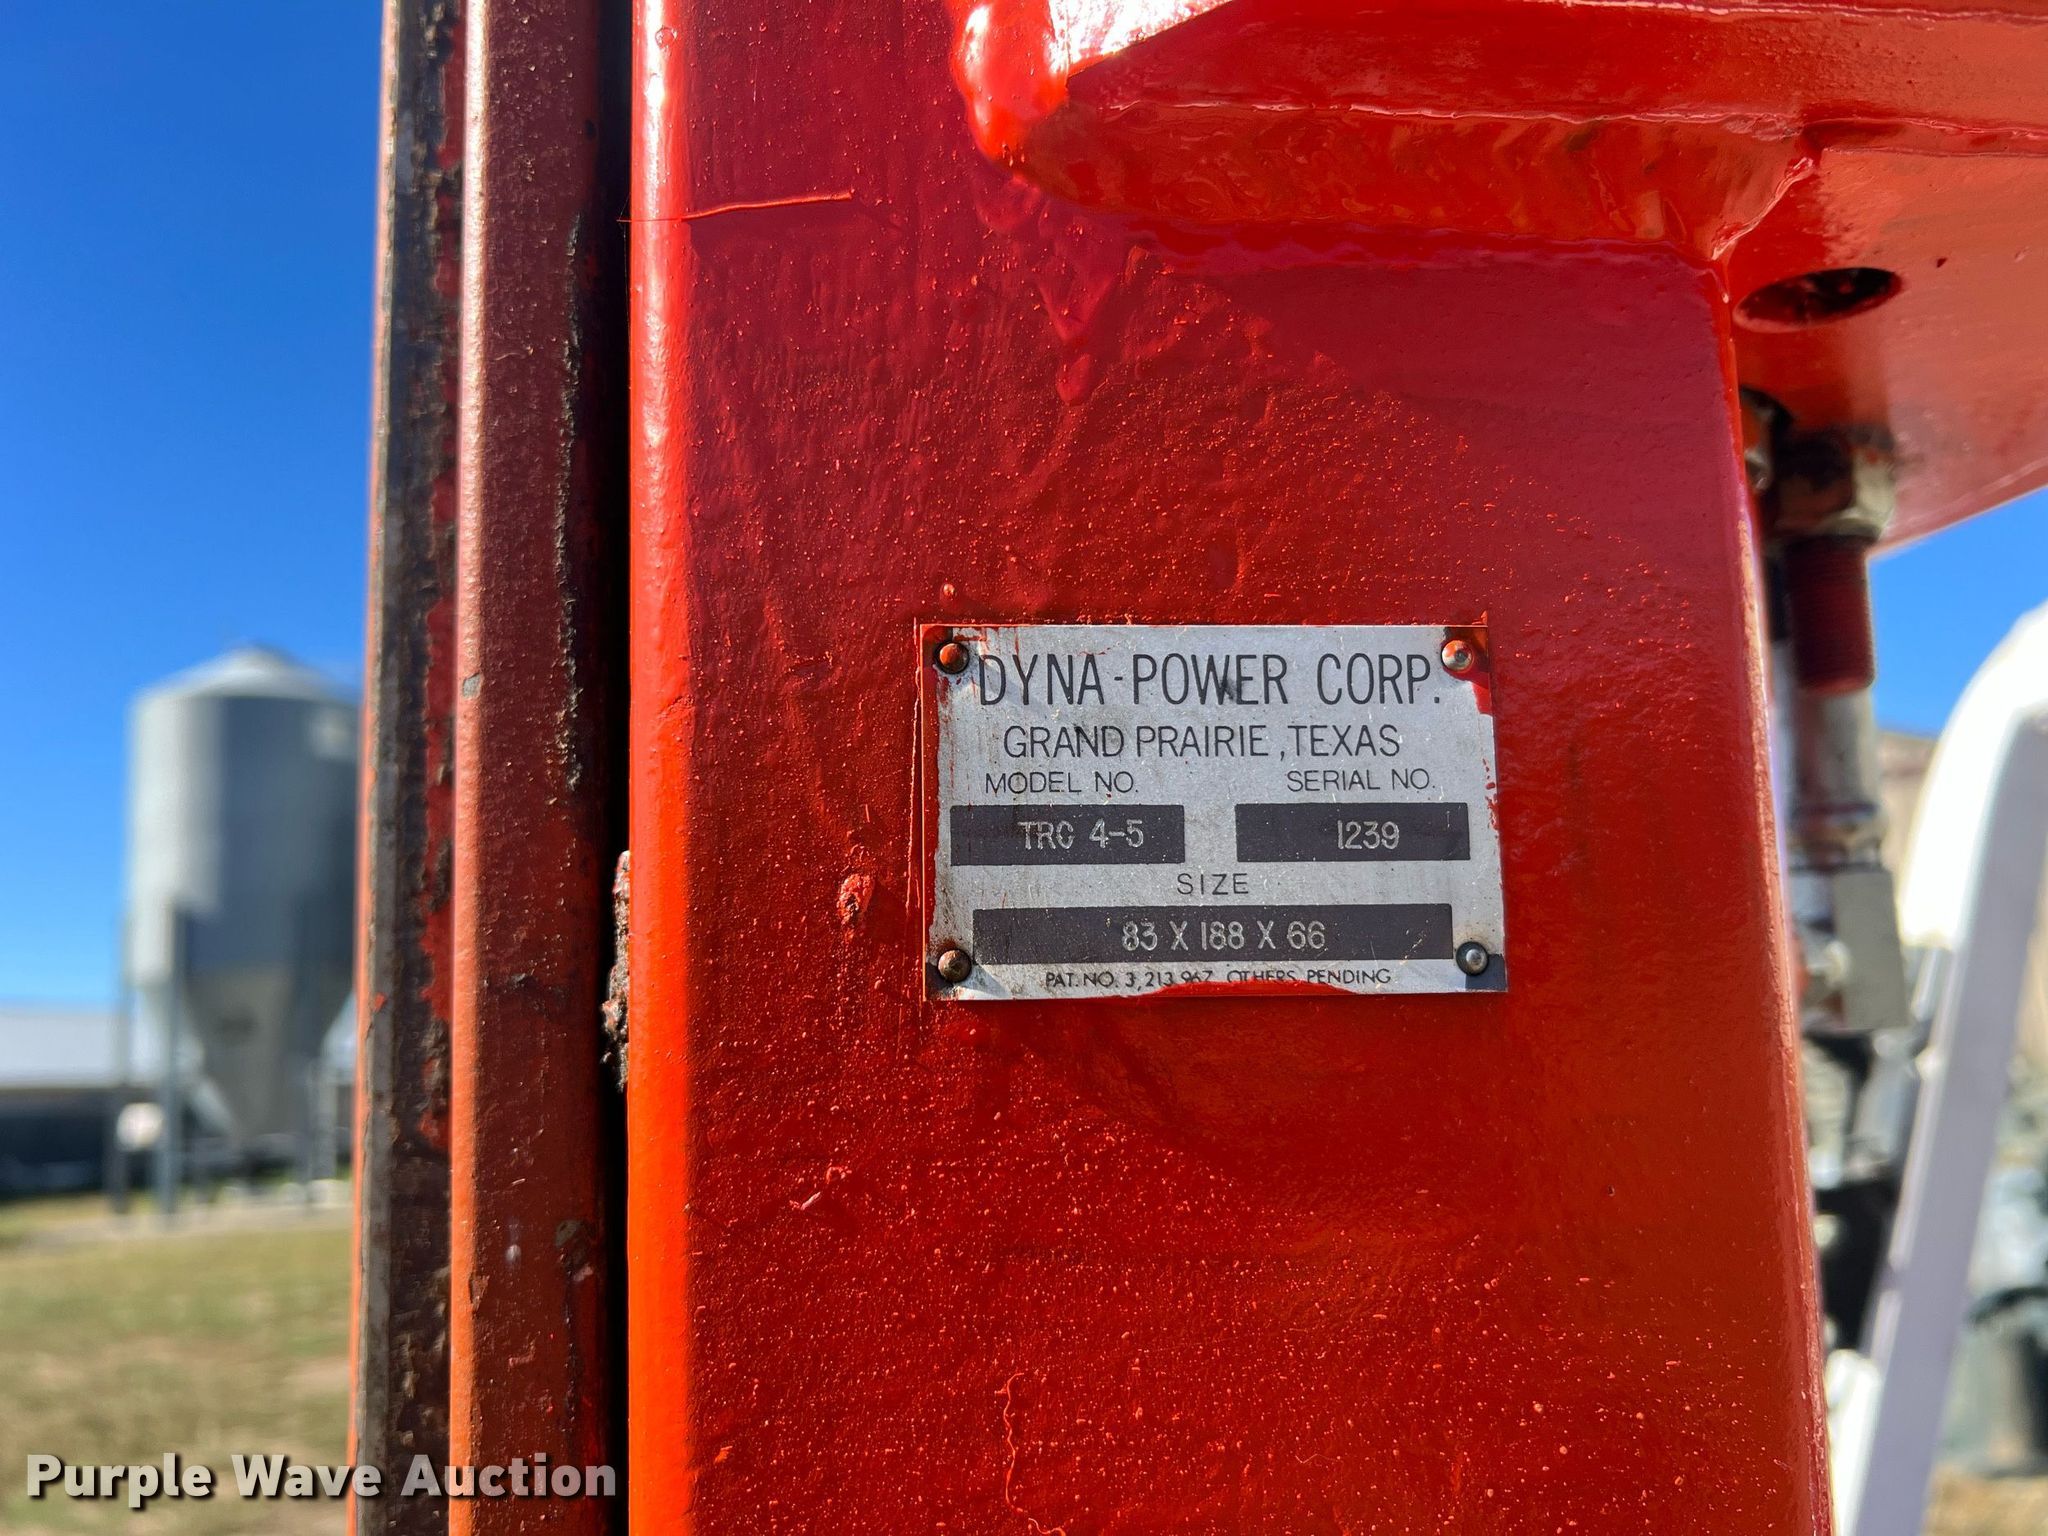 DYNA-POWER CORP.
GRAND PRAIRIE, TEXAS
MODEL NO. SERIAL NO.
TRC 4-5 1239
SIZE
83 X 188 X 66
PAT. NO. 3,213,967 OTHERS PENDING
Purple Wave Auction